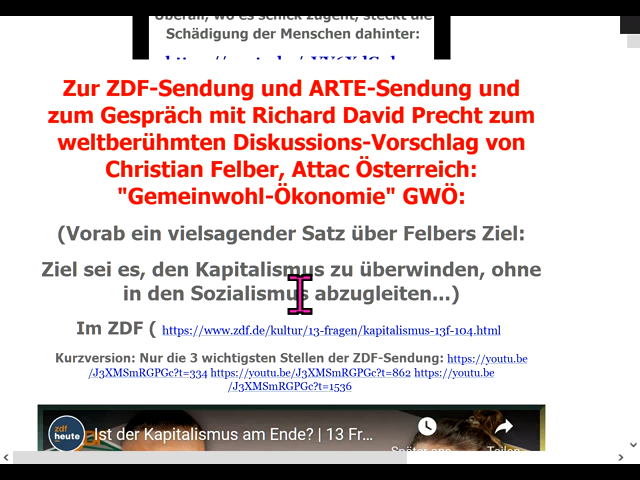 Überall, wo es schick zugeht, steckt die
Schädigung der Menschen dahinter:
Zur ZDF-Sendung und ARTE-Sendung und
zum Gespräch mit Richard David Precht zum
weltberühmten Diskussions-Vorschlag von
Christian Felber, Attac Österreich:
"Gemeinwohl-Ökonomie" GWÖ:
(Vorab ein vielsagender Satz über Felbers Ziel:
Ziel sei es, den Kapitalismus zu überwinden, ohne
in den Sozialismus abzugleiten...)
Im ZDF ( https://www.zdf.de/kultur/13-fragen/kapitalismus-13f-104.html
Kurzversion: Nur die 3 wichtigsten Stellen der ZDF-Sendung: https://youtu.be
/J3XMSmRGPGc?t=334 https://youtu.be/J3XMSmRGPGc?t=862 https://youtu.be
/J3XMSmRGPGc?t=1536
zdf
heute
Ist der Kapitalismus am Ende? | 13 Fr...
Später ans
Teilen